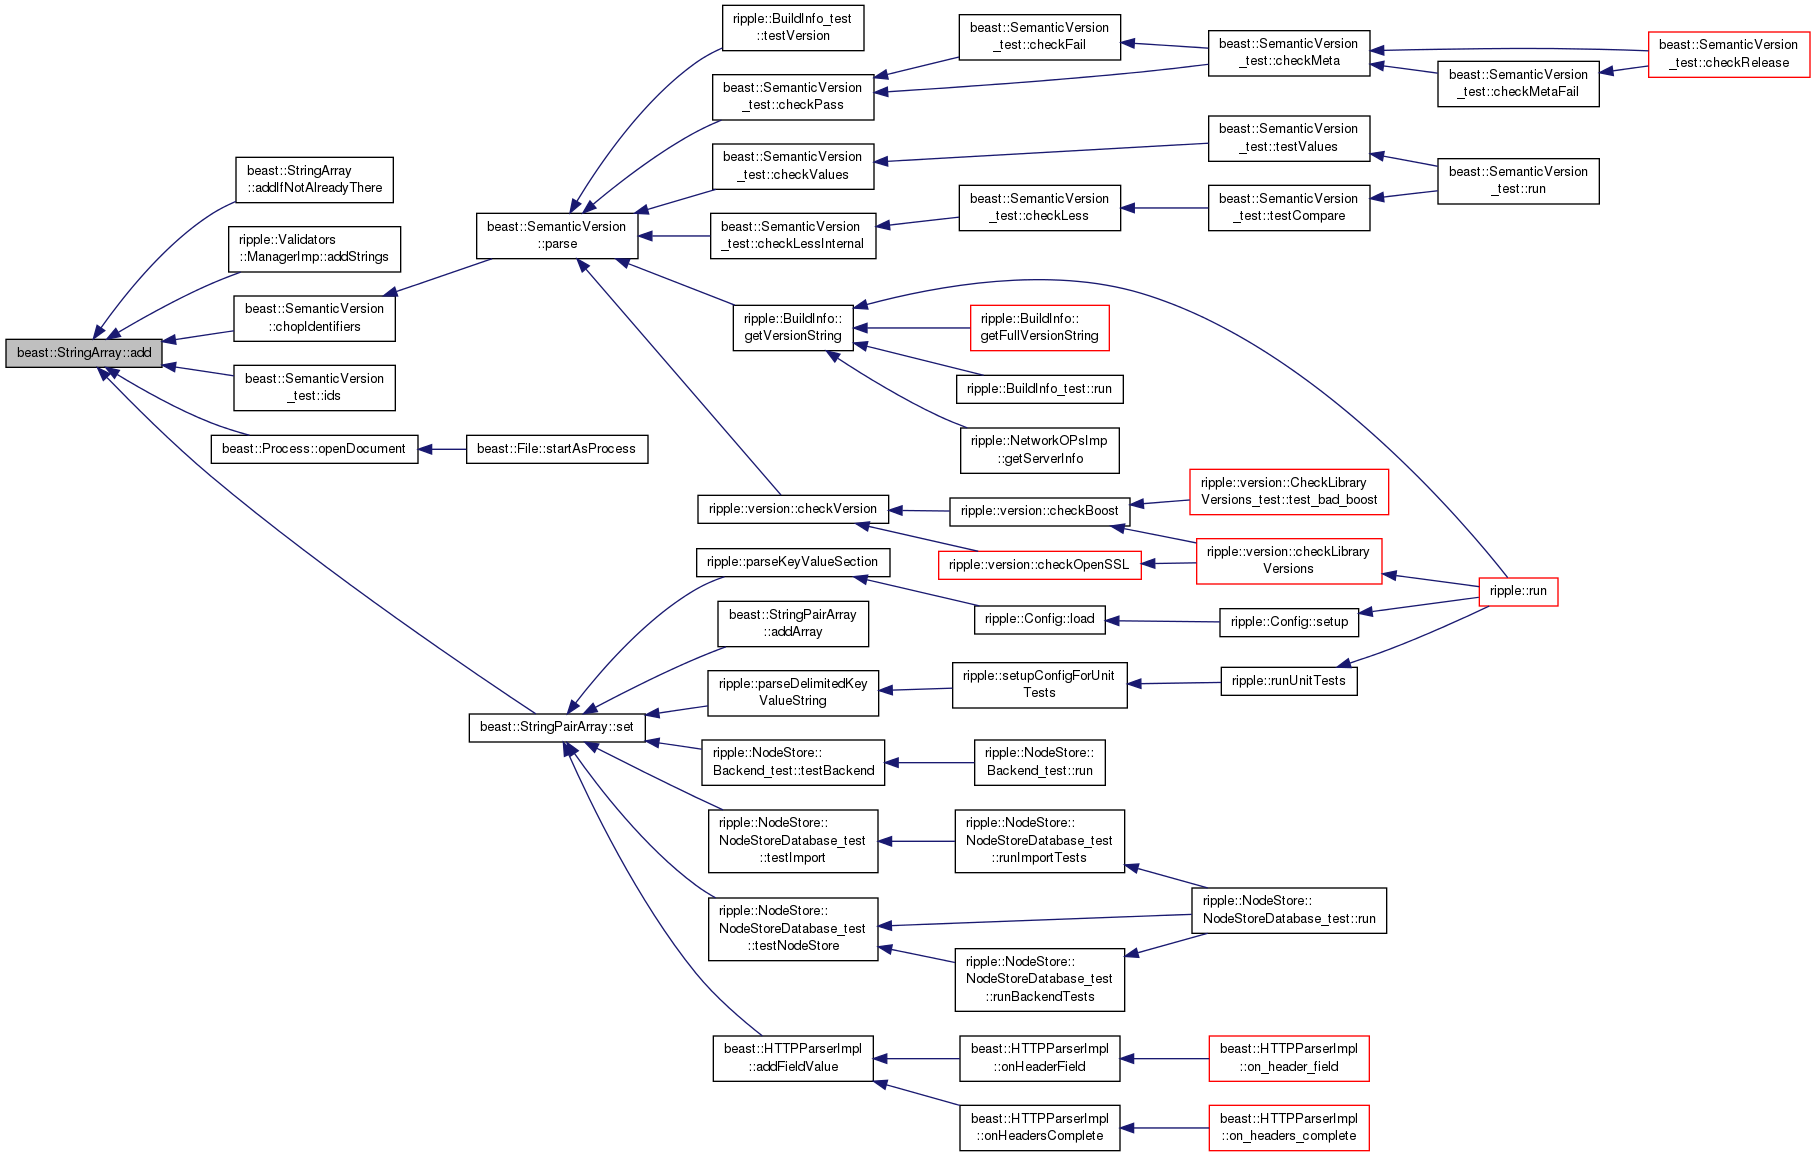 beast::StringArray::add
beast::StringArray
::addIfNotAlreadyThere
ripple::Validators
::ManagerImp::addStrings
beast::SemanticVersion
::chopIdentifiers
beast::SemanticVersion
_test::ids
beast::Process::openDocument
beast::File::startAsProcess
beast::SemanticVersion
::parse
beast::StringPairArray::set
ripple::BuildInfo_test
::testVersion
beast::SemanticVersion
_test::checkPass
beast::SemanticVersion
_test::checkValues
beast::SemanticVersion
_test::checkLessInternal
ripple::BuildInfo::
getVersionString
ripple::version::checkVersion
ripple::parseKeyValueSection
beast::StringPairArray
::addArray
ripple::parseDelimitedKey
ValueString
ripple::NodeStore::
Backend_test::testBackend
ripple::NodeStore::
NodeStoreDatabase_test
::testImport
ripple::NodeStore::
NodeStoreDatabase_test
::testNodeStore
beast::HTTPParserImpl
::addFieldValue
beast::SemanticVersion
_test::checkFail
beast::SemanticVersion
_test::checkLess
ripple::BuildInfo::
getFullVersionString
ripple::BuildInfo_test::run
ripple::NetworkOPsImp
::getServerInfo
ripple::version::checkBoost
ripple::version::checkOpenSSL
ripple::Config::load
ripple::setupConfigForUnit
Tests
ripple::NodeStore::
Backend_test::run
ripple::NodeStore::
NodeStoreDatabase_test
::runImportTests
ripple::NodeStore::
NodeStoreDatabase_test
::runBackendTests
beast::HTTPParserImpl
::onHeaderField
beast::HTTPParserImpl
::onHeadersComplete
beast::SemanticVersion
_test::checkMeta
beast::SemanticVersion
_test::testValues
beast::SemanticVersion
_test::testCompare
ripple::version::CheckLibrary
Versions_test::test_bad_boost
ripple::version::checkLibrary
Versions
ripple::Config::setup
ripple::runUnitTests
ripple::NodeStore::
NodeStoreDatabase_test::run
beast::HTTPParserImpl
::on_header_field
beast::HTTPParserImpl
::on_headers_complete
beast::SemanticVersion
_test::checkMetaFail
beast::SemanticVersion
_test::run
ripple::run
beast::SemanticVersion
_test::checkRelease